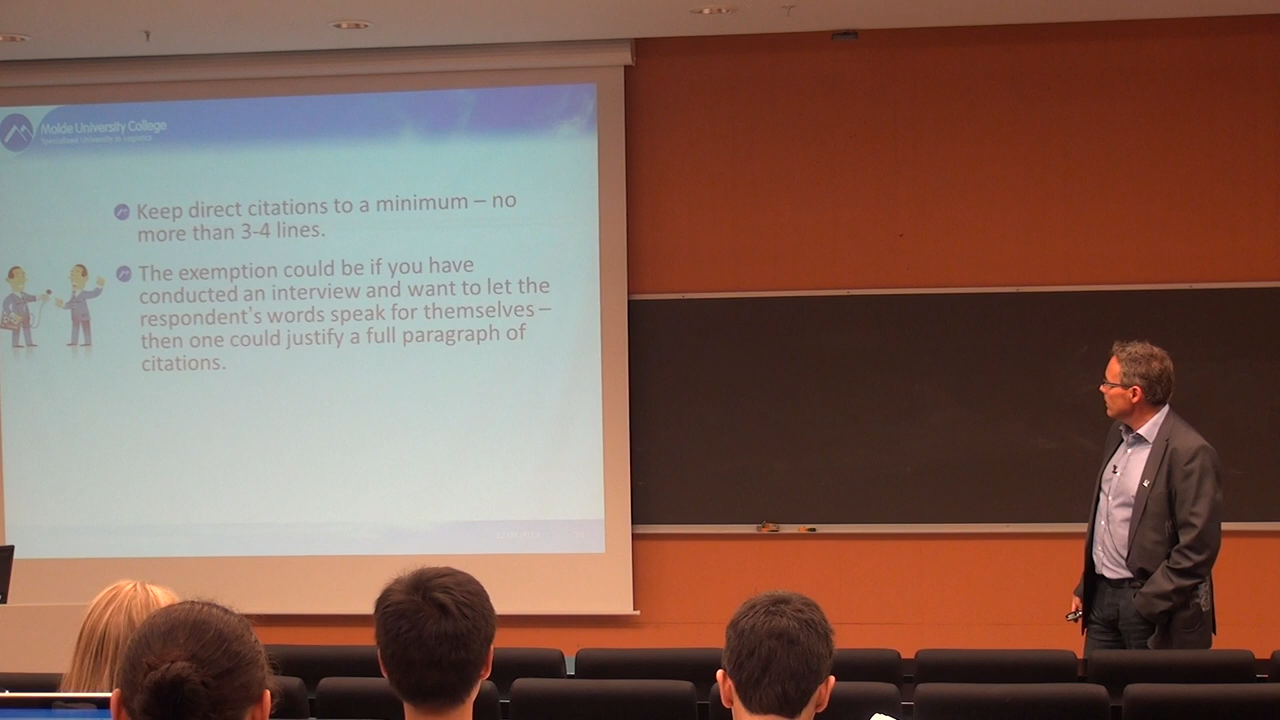 Molde University College
Specialized University in Logistics
Keep direct citations to a minimum – no
more than 3-4 lines.
The exemption could be if you have
conducted an interview and want to let the
respondent's words speak for themselves –
then one could justify a full paragraph of
citations.